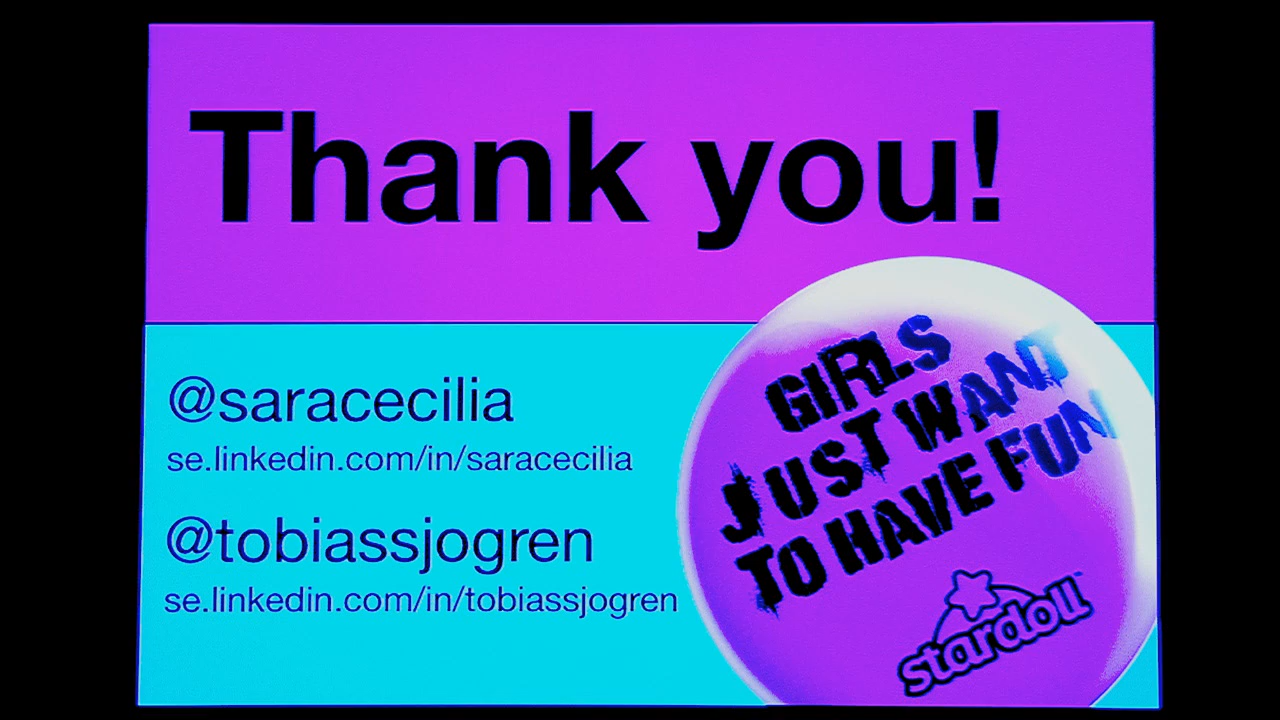 Thank you!
@saracecilia
se.linkedin.com/in/saracecilia
@tobiassjogren
se.linkedin.com/in/tobiassjogren
GIRLS
JUST WANT
TO HAVE FUN
stardoll™